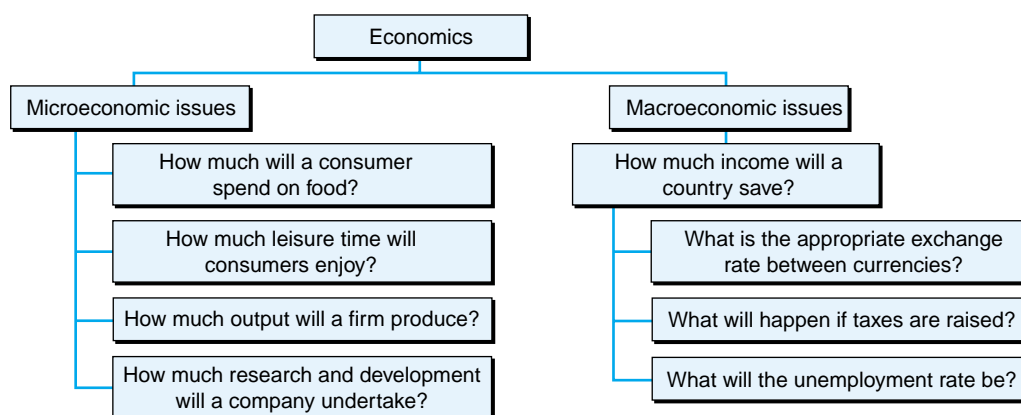 Economics
Microeconomic issues
How much will a consumer
spend on food?
How much leisure time will
consumers enjoy?
How much output will a firm produce?
How much research and development
will a company undertake?
Macroeconomic issues
How much income will a
country save?
What is the appropriate exchange
rate between currencies?
What will happen if taxes are raised?
What will the unemployment rate be?